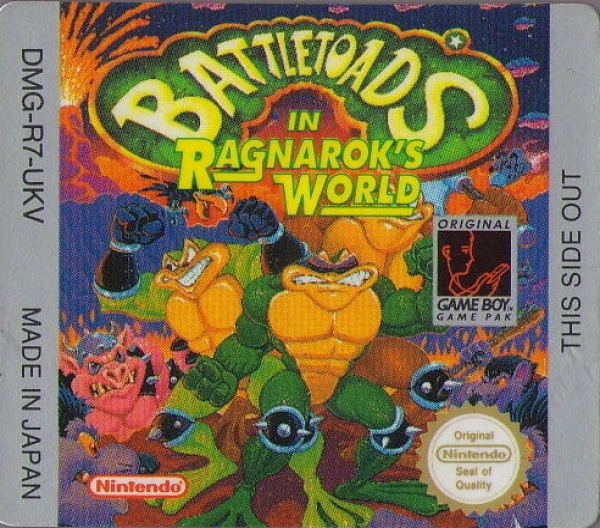 DMG-R7-UKV
MADE IN JAPAN
BATTLETOADS
IN
RAGNAROK'S
WORLD
ORIGINAL
GAME BOY™
GAME PAK
THIS SIDE OUT
Nintendo®
Original
Nintendo
Seal of
Quality